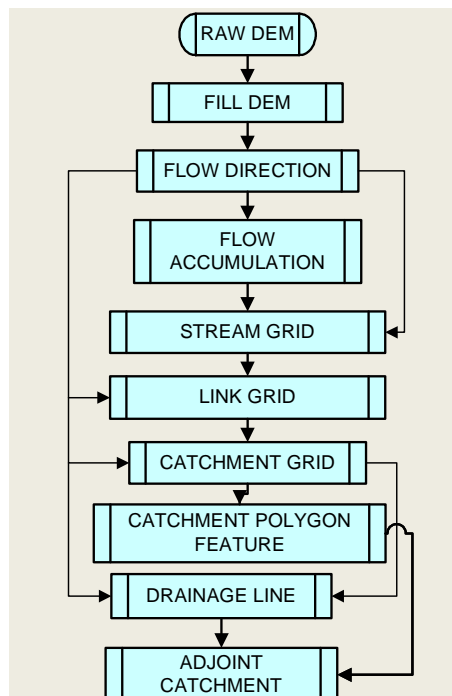 RAW DEM
FILL DEM
FLOW DIRECTION
FLOW
ACCUMULATION
STREAM GRID
LINK GRID
CATCHMENT GRID
CATCHMENT POLYGON
FEATURE
DRAINAGE LINE
ADJOINT
CATCHMENT